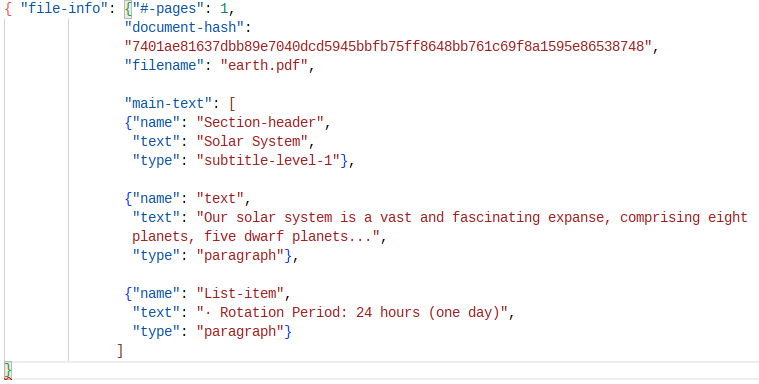 { "file-info": {"#-pages": 1,
"document-hash":
"7401ae81637dbb89e7040dcd5945bbfb75ff8648bb761c69f8a1595e86538748",
"filename": "earth.pdf",
"main-text": [
{"name": "Section-header",
"text": "Solar System",
"type": "subtitle-level-1"},
{"name": "text",
"text": "Our solar system is a vast and fascinating expanse, comprising eight
planets, five dwarf planets...",
"type": "paragraph"},
{"name": "List-item",
"text": "· Rotation Period: 24 hours (one day)",
"type": "paragraph"}
]
}